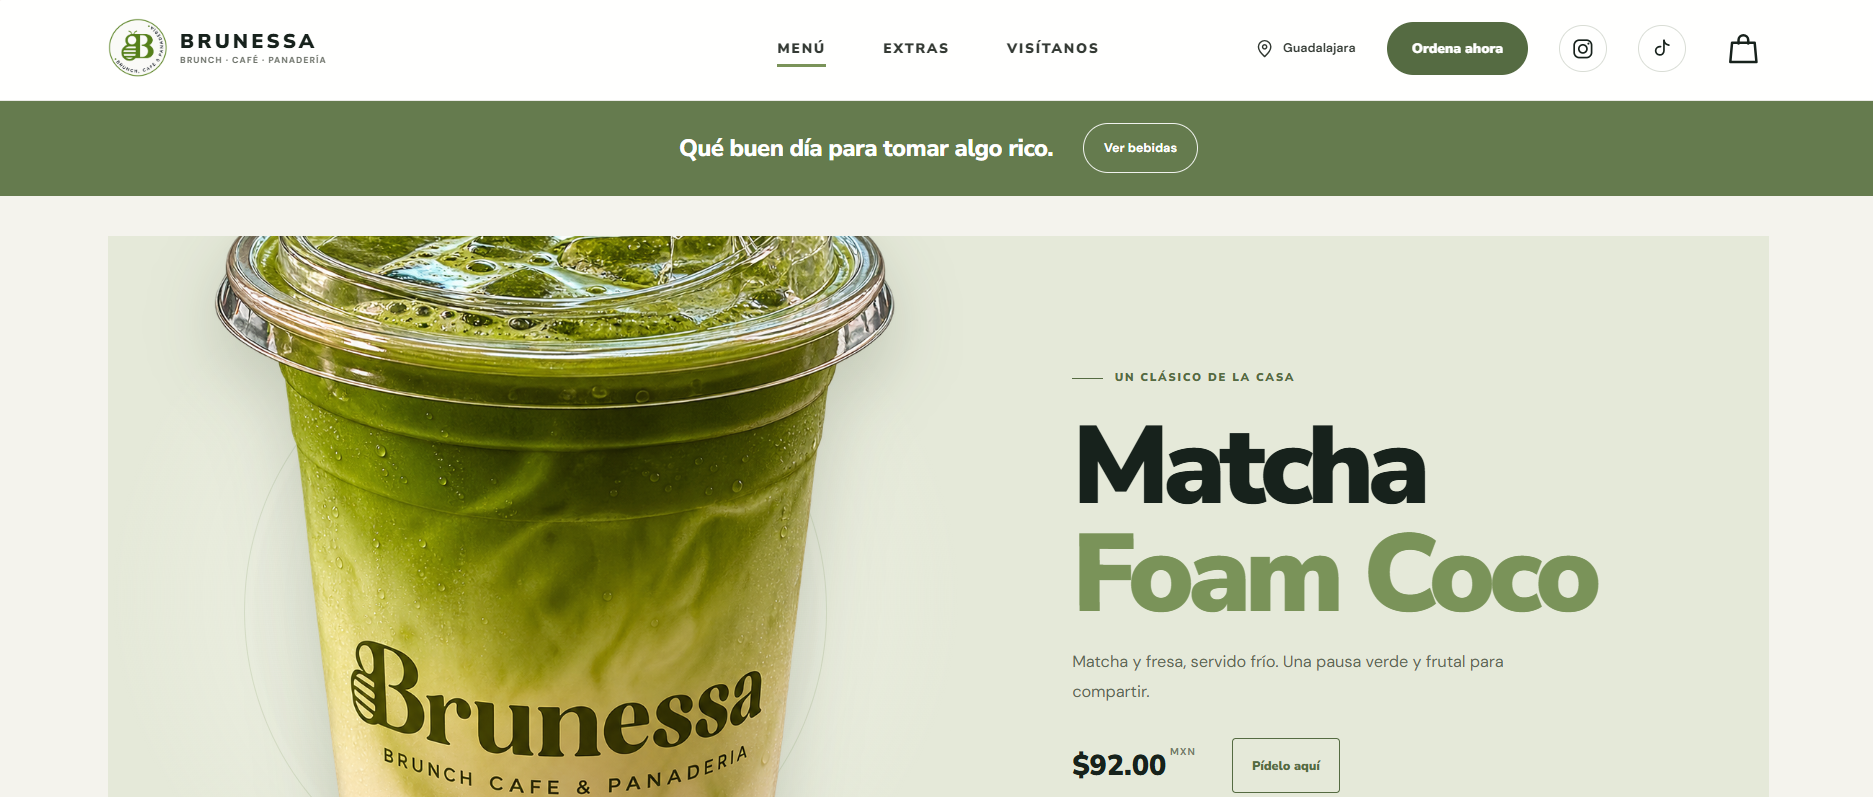 BRUNESSA
BRUNCH · CAFÉ · PANADERÍA
MENÚ
EXTRAS
VISÍTANOS
Guadalajara
Ordena ahora
Qué buen día para tomar algo rico.
Ver bebidas
UN CLÁSICO DE LA CASA
Matcha
Foam Coco
Matcha y fresa, servido frío. Una pausa verde y frutal para
compartir.
$92.00 MXN
Pídelo aquí
Brunessa
BRUNCH CAFE & PANADERIA